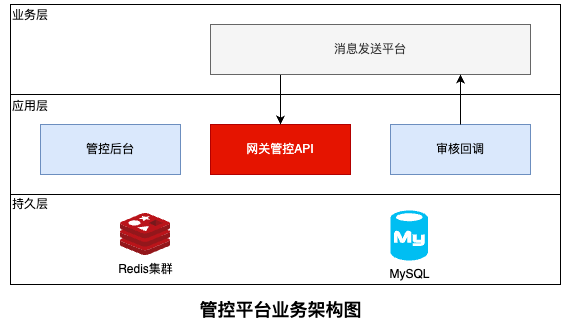 业务层
消息发送平台
应用层
管控后台
网关管控API
审核回调
持久层
My
Redis集群
MySQL
管控平台业务架构图